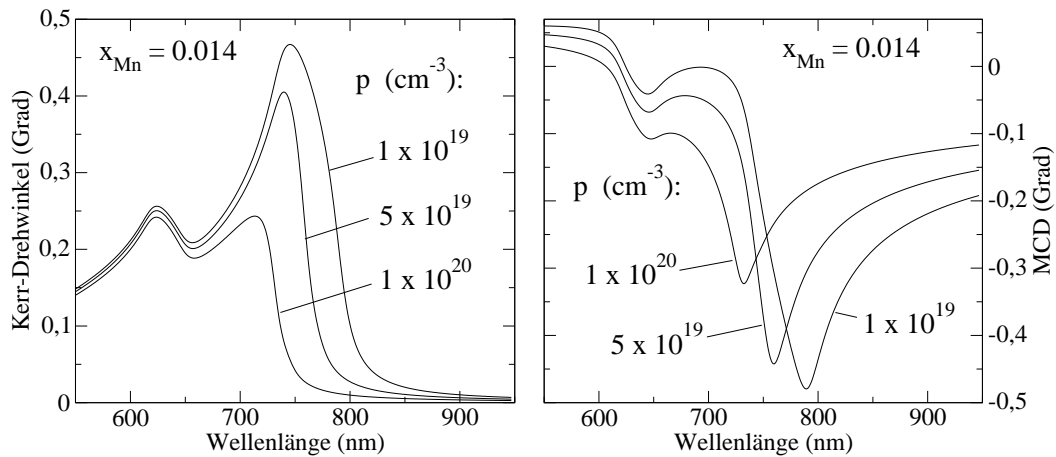 Kerr-Drehwinkel (Grad)
0,5
0,4
0,3
0,2
0,1
0
x_Mn = 0.014
p (cm^-3):
1 x 10^19
5 x 10^19
1 x 10^20
600
700
800
900
Wellenlänge (nm)
x_Mn = 0.014
p (cm^-3):
1 x 10^20
5 x 10^19
1 x 10^19
600
700
800
900
Wellenlänge (nm)
0
-0,1
-0,2
-0,3
-0,4
-0,5
MCD (Grad)